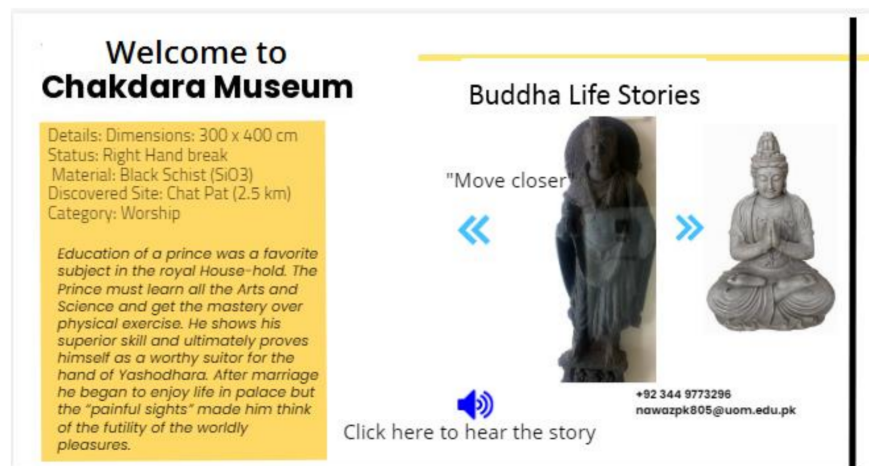 Welcome to
Chakdara Museum
Details: Dimensions: 300 x 400 cm
Status: Right Hand break
Material: Black Schist (SiO3)
Discovered Site: Chat Pat (2.5 km)
Category: Worship
Education of a prince was a favorite
subject in the royal House-hold. The
Prince must learn all the Arts and
Science and get the mastery over
physical exercise. He shows his
superior skill and ultimately proves
himself as a worthy suitor for the
hand of Yashodhara. After marriage
he began to enjoy life in palace but
the “painful sights” made him think
of the futility of the worldly
pleasures.
Buddha Life Stories
"Move closer"
Click here to hear the story
+92 344 9773296
nawazpk805@uom.edu.pk